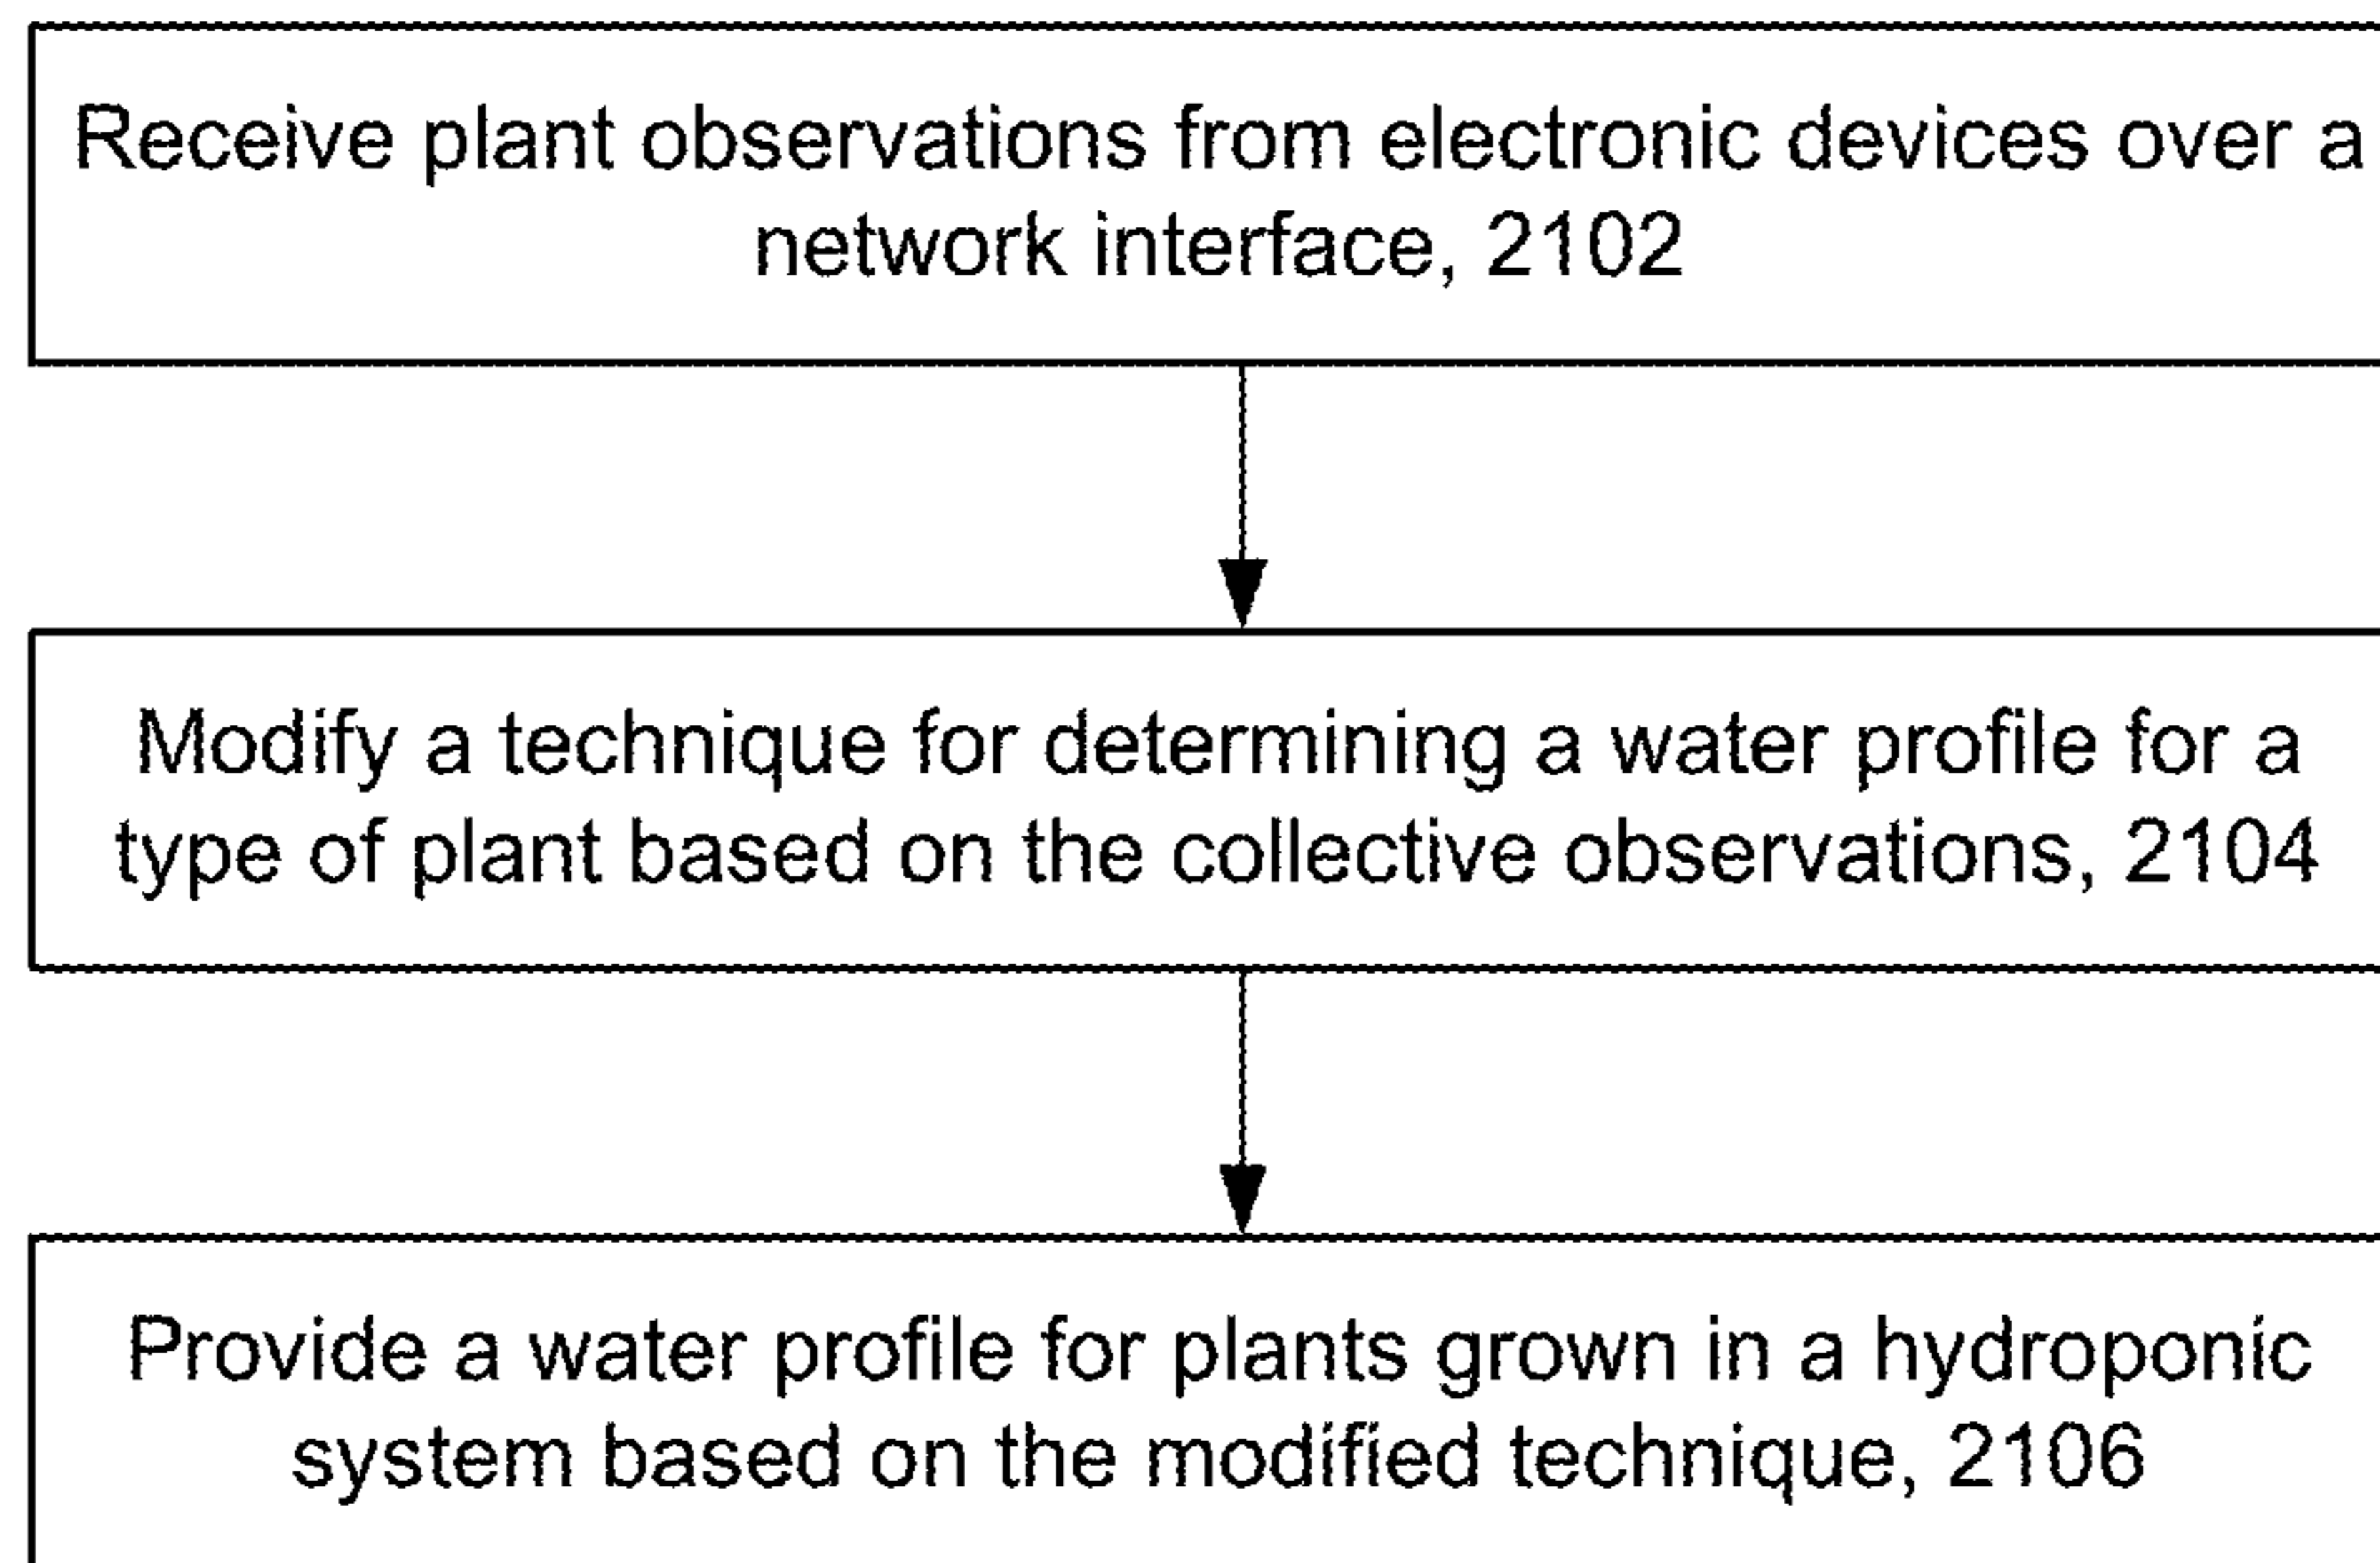 Receive plant observations from electronic devices over a
network interface, 2102
Modify a technique for determining a water profile for a
type of plant based on the collective observations, 2104
Provide a water profile for plants grown in a hydroponic
system based on the modified technique, 2106